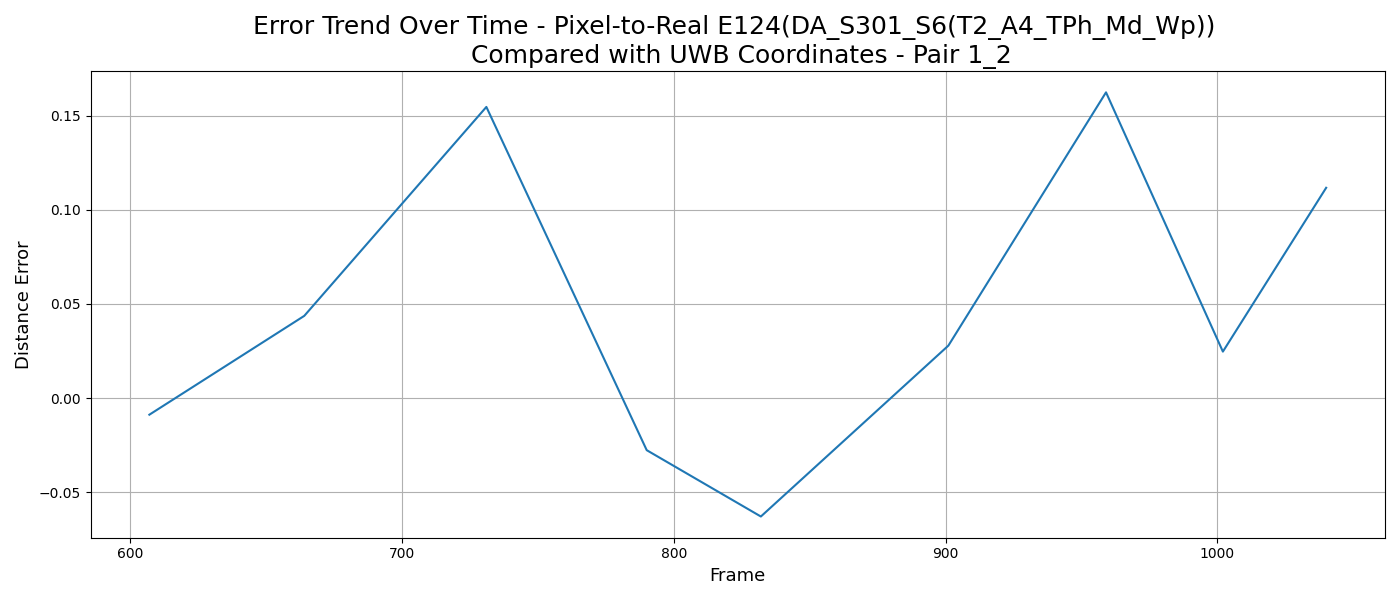 Error Trend Over Time - Pixel-to-Real E124(DA_S301_S6(T2_A4_TPh_Md_Wp))
Compared with UWB Coordinates - Pair 1_2
0.15
0.10
0.05
0.00
−0.05
Distance Error
600 700 800 900 1000
Frame